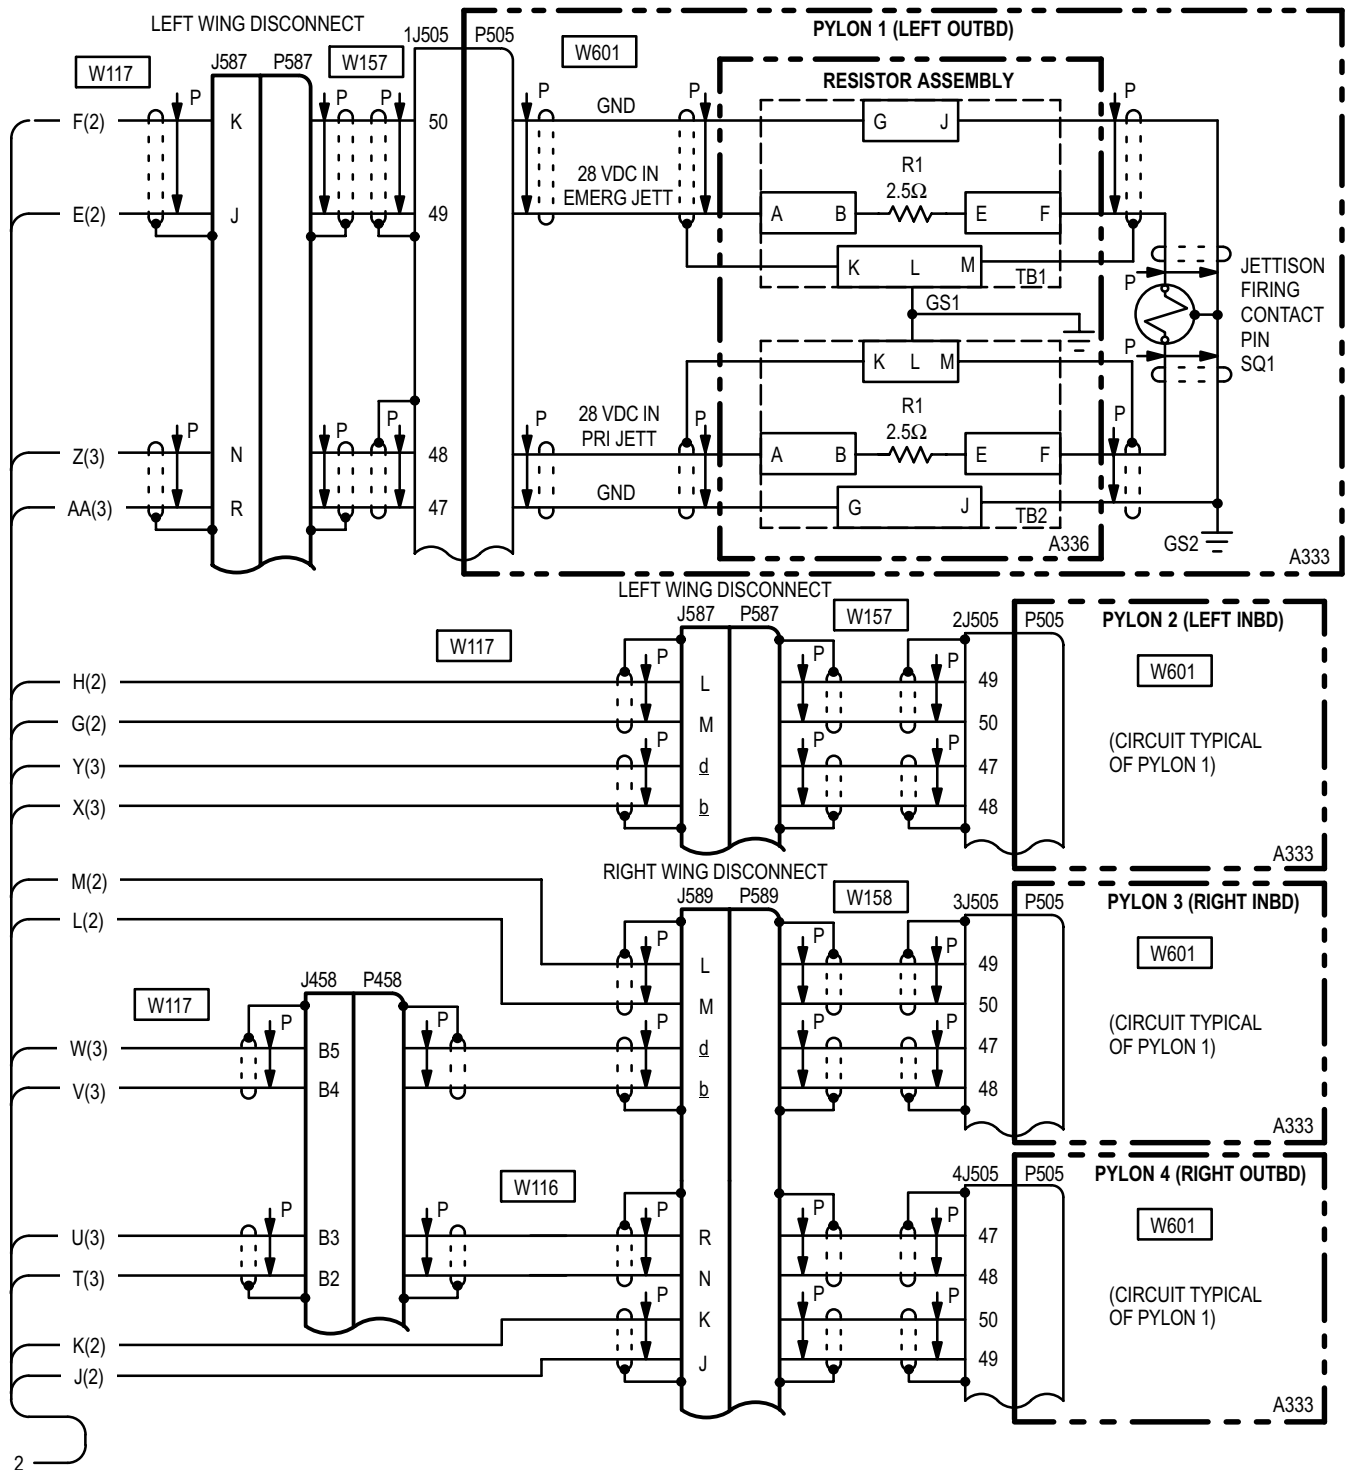 LEFT WING DISCONNECT
PYLON 1 (LEFT OUTBD)
W117
J587 P587
W157
1J505 P505
W601
RESISTOR ASSEMBLY
P P P P P P P
F(2) K 50 GND G J
R1
2.5Ω
28 VDC IN
EMERG JETT
E(2) J 49 A B E F
K L M
TB1
GS1
JETTISON
FIRING
CONTACT
PIN
SQ1
P
P
K L M
R1
2.5Ω
28 VDC IN
PRI JETT
P P P P P P P
Z(3) N 48 A B E F
GND
AA(3) R 47 G J
TB2
A336
GS2
A333
LEFT WING DISCONNECT
J587 P587
W157
2J505 P505
PYLON 2 (LEFT INBD)
W117
W601
P P P
H(2) L 49
G(2) M 50
(CIRCUIT TYPICAL
OF PYLON 1)
P P P
Y(3) d 47
X(3) b 48
A333
RIGHT WING DISCONNECT
M(2)
J589 P589
W158
3J505 P505
PYLON 3 (RIGHT INBD)
L(2)
W601
P P P
L 49
J458 P458
W117
M 50
(CIRCUIT TYPICAL
OF PYLON 1)
P P P P P
W(3) B5 d 47
V(3) B4 b 48
A333
4J505 P505
PYLON 4 (RIGHT OUTBD)
W116
W601
P P P P P
U(3) B3 R 47
T(3) B2 N 48
(CIRCUIT TYPICAL
OF PYLON 1)
P P P
K(2) K 50
J(2) J 49
A333
2